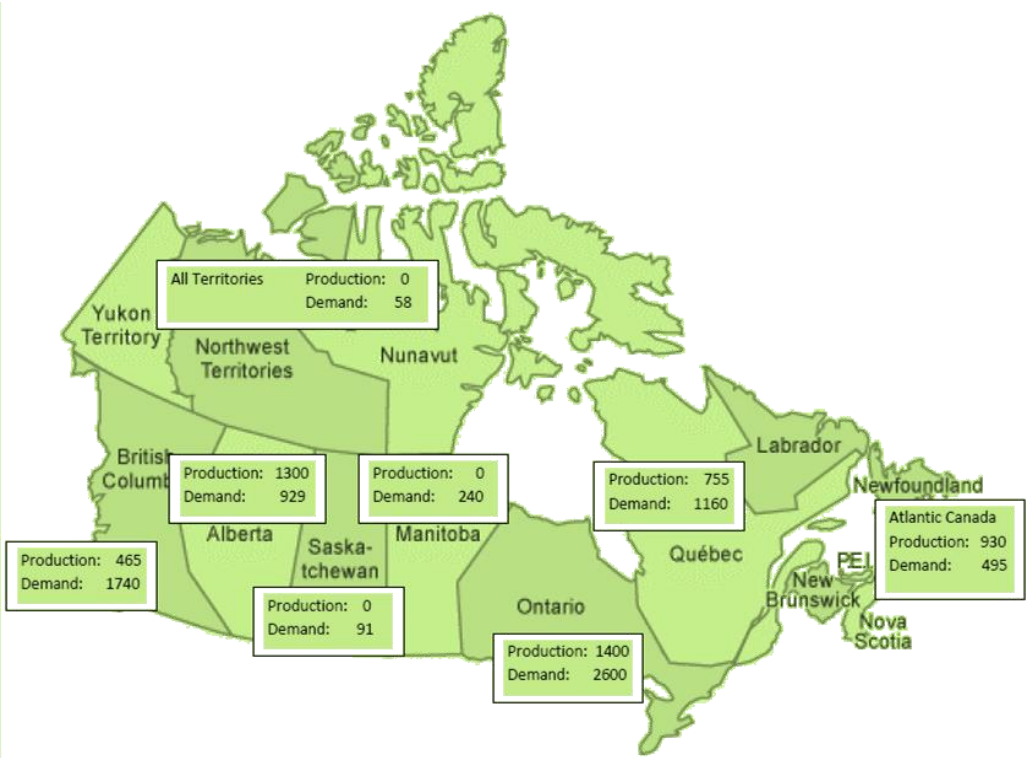 All Territories Production: 0
Demand: 58
Yukon
Territory
Northwest
Territories
Nunavut
Labrador
Newfoundland
British
Columb
Production: 1300
Demand: 929
Alberta
Production: 0
Demand: 240
Manitoba
Saska-
tchewan
Production: 755
Demand: 1160
Québec
Atlantic Canada
Production: 930
Demand: 495
Production: 465
Demand: 1740
P.E.I
New
Brunswick
Nova
Scotia
Production: 0
Demand: 91
Ontario
Production: 1400
Demand: 2600